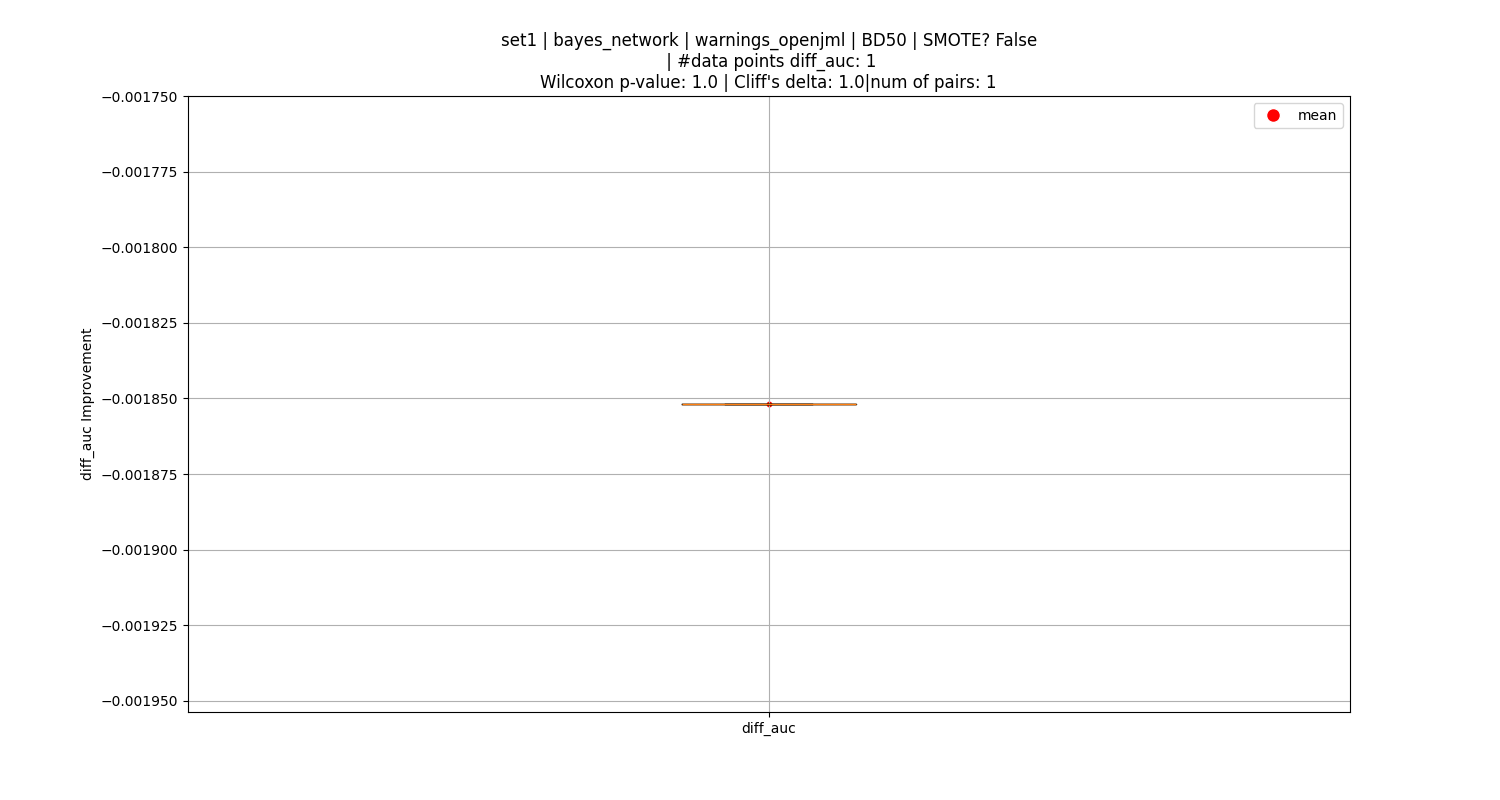 set1 | bayes_network | warnings_openjml | BD50 | SMOTE? False
| #data points diff_auc: 1
Wilcoxon p-value: 1.0 | Cliff's delta: 1.0|num of pairs: 1
mean
−0.001750
−0.001775
−0.001800
−0.001825
−0.001850
−0.001875
−0.001900
−0.001925
−0.001950
diff_auc Improvement
diff_auc